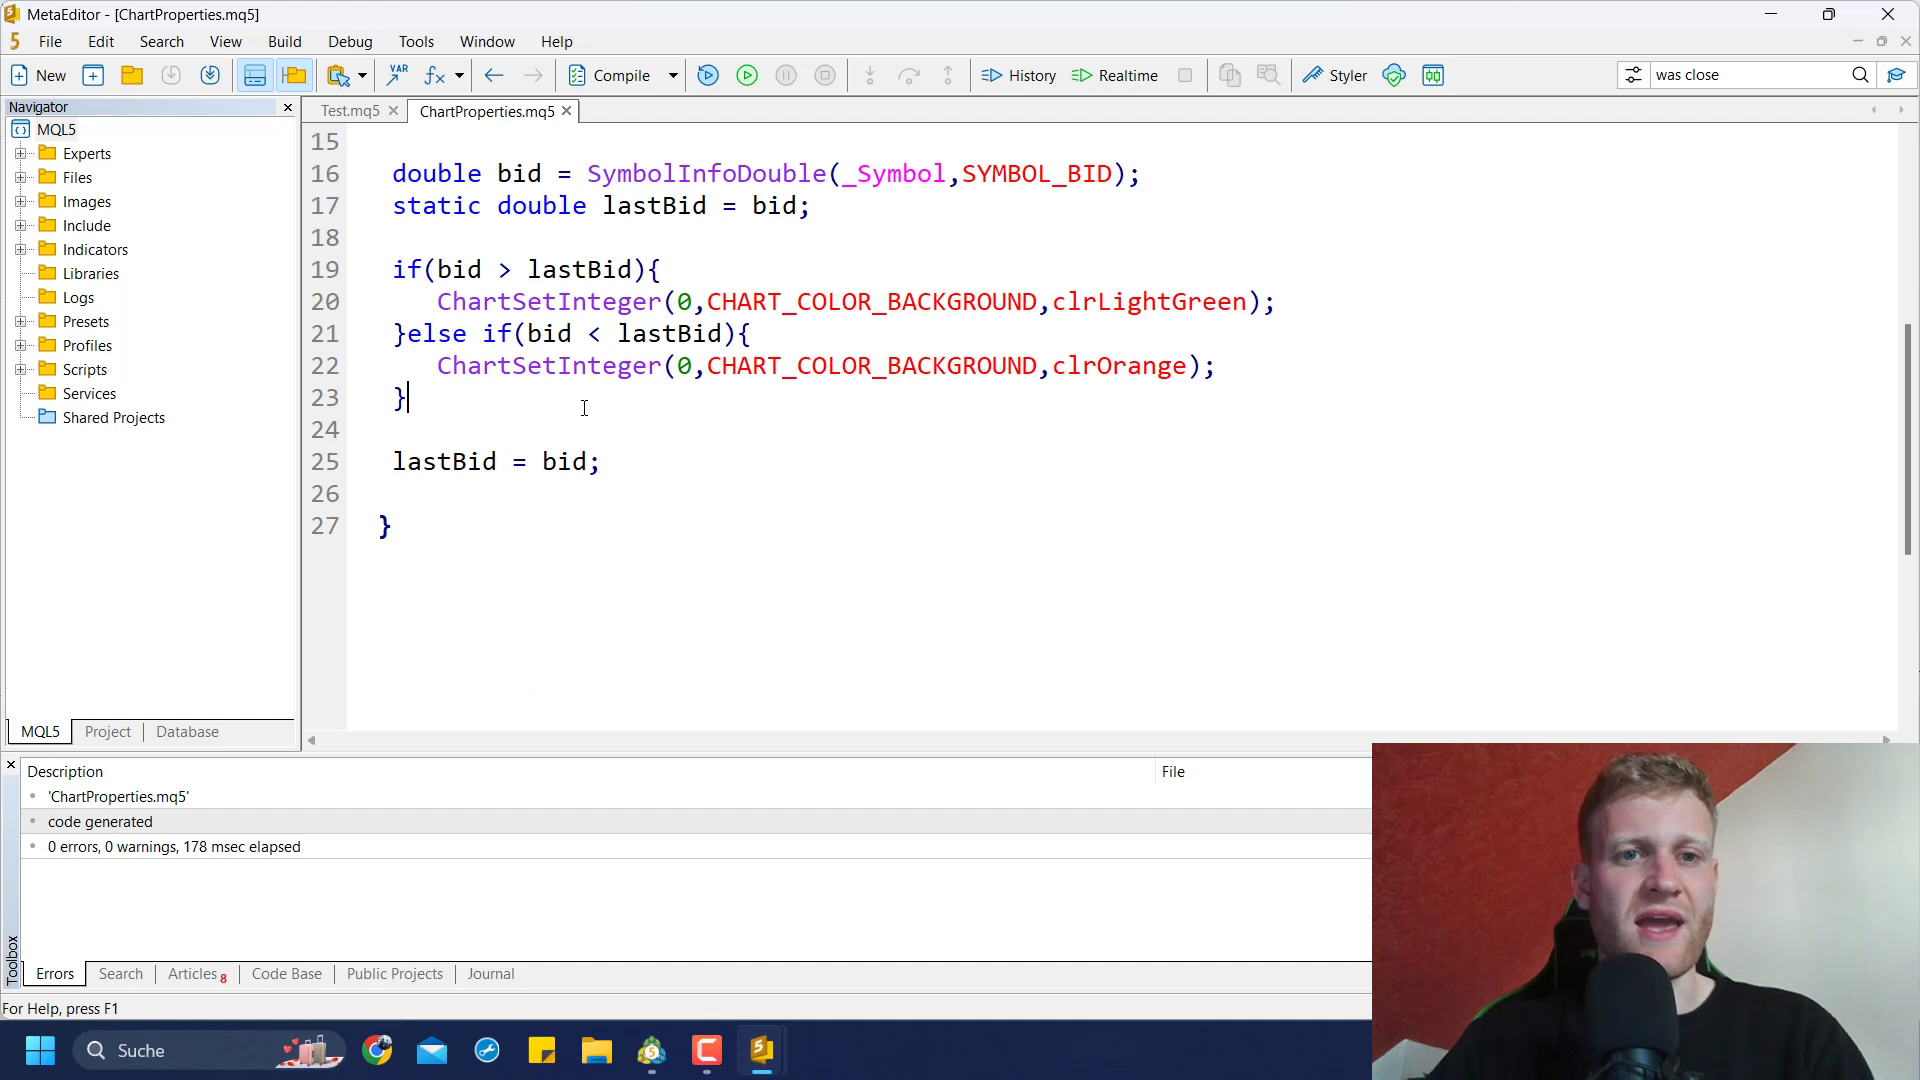 MetaEditor - [ChartProperties.mq5]
File Edit Search View Build Debug Tools Window Help
New VAR fx Compile History Realtime Styler was close
Navigator
Test.mq5 ChartProperties.mq5
MQL5
Experts
Files
Images
Include
Indicators
Libraries
Logs
Presets
Profiles
Scripts
Services
Shared Projects
15
16 double bid = SymbolInfoDouble(_Symbol,SYMBOL_BID);
17 static double lastBid = bid;
18
19 if(bid > lastBid){
20 ChartSetInteger(0,CHART_COLOR_BACKGROUND,clrLightGreen);
21 }else if(bid < lastBid){
22 ChartSetInteger(0,CHART_COLOR_BACKGROUND,clrOrange);
23 }
24
25 lastBid = bid;
26
27 }
MQL5 Project Database
Description File
'ChartProperties.mq5'
code generated
0 errors, 0 warnings, 178 msec elapsed
Toolbox
Errors Search Articles 8 Code Base Public Projects Journal
For Help, press F1
Suche